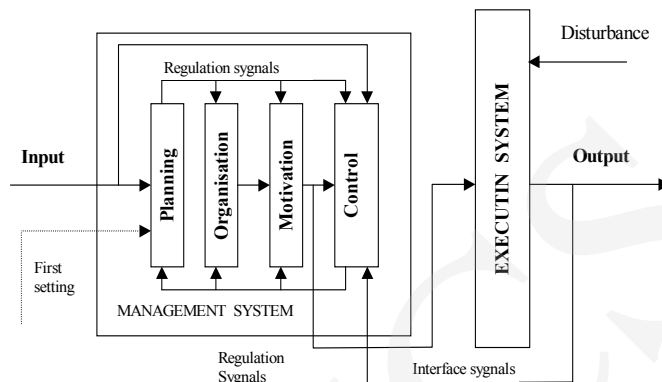 Disturbance
Regulation sygnals
Input
Planning
Organisation
Motivation
Control
EXECUTIN SYSTEM
Output
First
setting
MANAGEMENT SYSTEM
Regulation
Sygnals
Interface sygnals